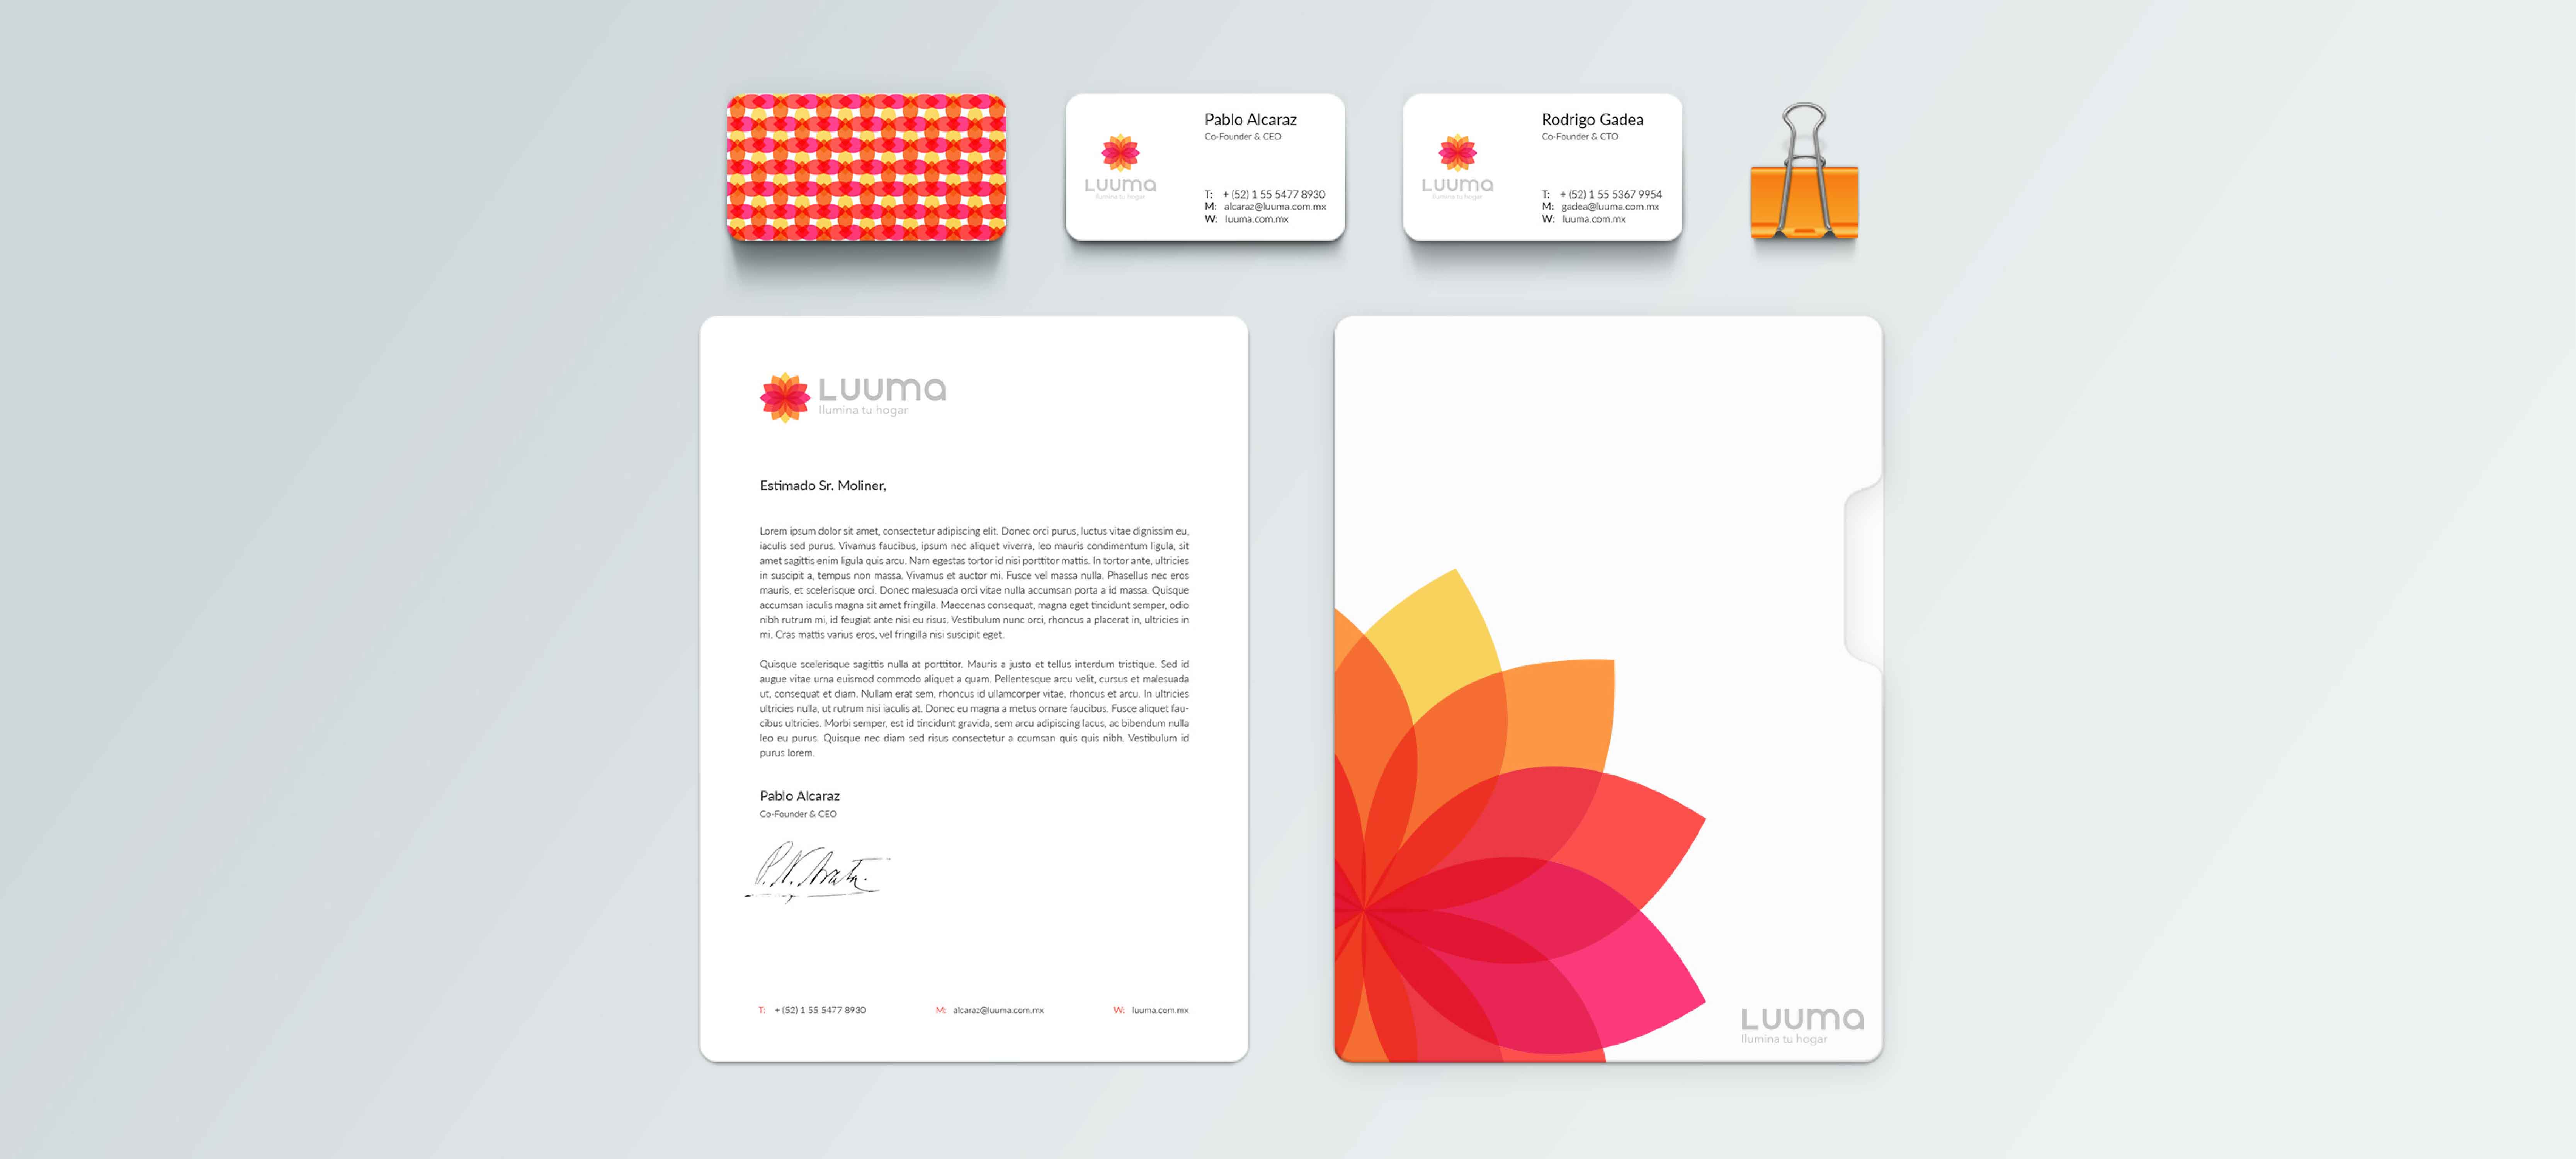 Pablo Alcaraz
Co-Founder & CEO
LUUMA
Ilumina tu hogar
T: + (52) 1 55 5477 8930
M: alcaraz@luuma.com.mx
W: luuma.com.mx
Rodrigo Gadea
Co-Founder & CTO
LUUMA
Ilumina tu hogar
T: + (52) 1 55 5367 9954
M: gadea@luuma.com.mx
W: luuma.com.mx
LUUMA
Ilumina tu hogar
Estimado Sr. Moliner,
Lorem ipsum dolor sit amet, consectetur adipiscing elit. Donec orci purus, luctus vitae dignissim eu,
iaculis sed purus. Vivamus faucibus, ipsum nec aliquet viverra, leo mauris condimentum ligula, sit
amet sagittis enim ligula quis arcu. Nam egestas tortor id nisi porttitor mattis. In tortor ante, ultricies
in suscipit a, tempus non massa. Vivamus et auctor mi. Fusce vel massa nulla. Phasellus nec eros
mauris, et scelerisque orci. Donec malesuada orci vitae nulla accumsan porta a id massa. Quisque
accumsan iaculis magna sit amet fringilla. Maecenas consequat, magna eget tincidunt semper, odio
nibh rutrum mi, id feugiat ante nisi eu risus. Vestibulum nunc orci, rhoncus a placerat in, ultricies in
mi. Cras mattis varius eros, vel fringilla nisi suscipit eget.
Quisque scelerisque sagittis nulla at porttitor. Mauris a justo et tellus interdum tristique. Sed id
augue vitae urna euismod commodo aliquet a quam. Pellentesque arcu velit, cursus et malesuada
ut, consequat et diam. Nullam erat sem, rhoncus id ullamcorper vitae, rhoncus et arcu. In ultricies
ultricies nulla, ut rutrum nisi iaculis at. Donec eu magna a metus ornare faucibus. Fusce aliquet fau-
cibus ultricies. Morbi semper, est id tincidunt gravida, sem arcu adipiscing lacus, ac bibendum nulla
leo eu purus. Quisque nec diam sed risus consectetur a ccumsan quis quis nibh. Vestibulum id
purus lorem.
Pablo Alcaraz
Co-Founder & CEO
T: + (52) 1 55 5477 8930 M: alcaraz@luuma.com.mx W: luuma.com.mx
LUUMA
Ilumina tu hogar